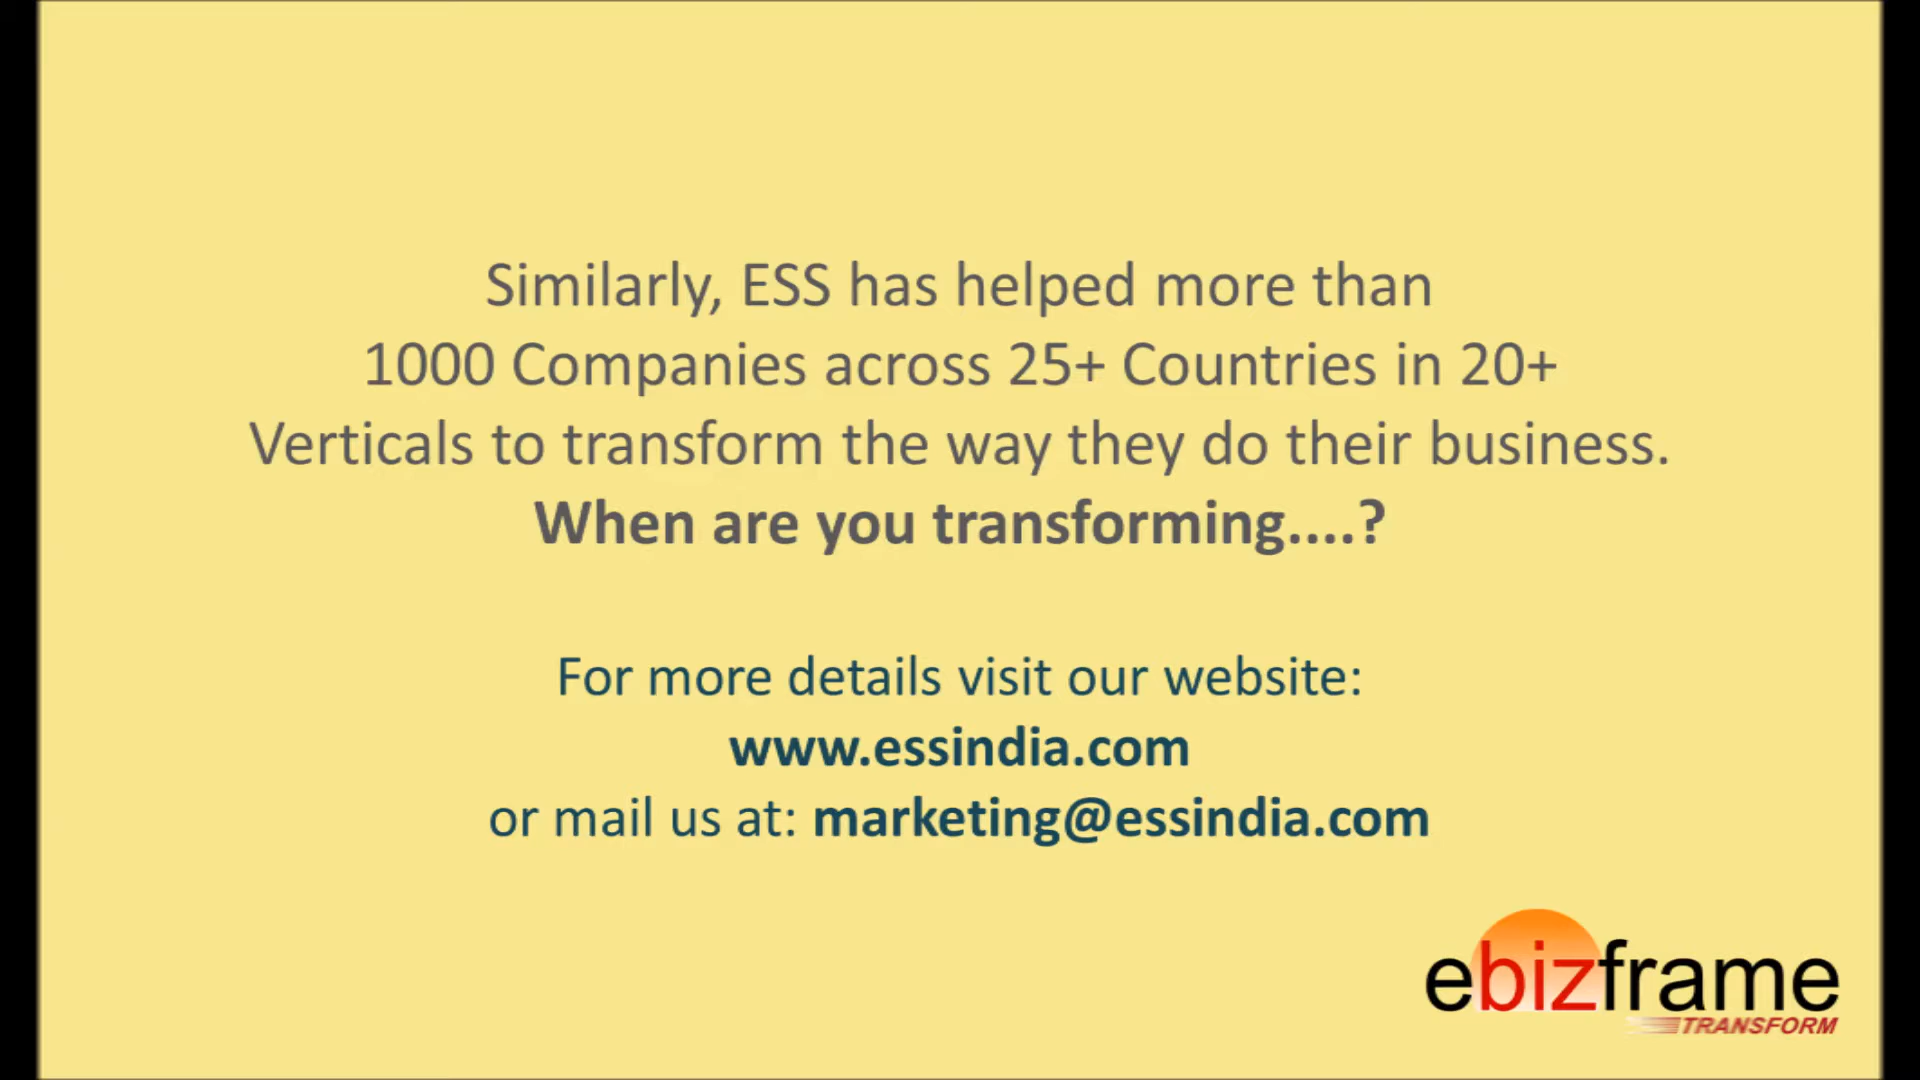 Similarly, ESS has helped more than
1000 Companies across 25+ Countries in 20+
Verticals to transform the way they do their business.
When are you transforming....?
For more details visit our website:
www.essindia.com
or mail us at: marketing@essindia.com
ebizframe
TRANSFORM